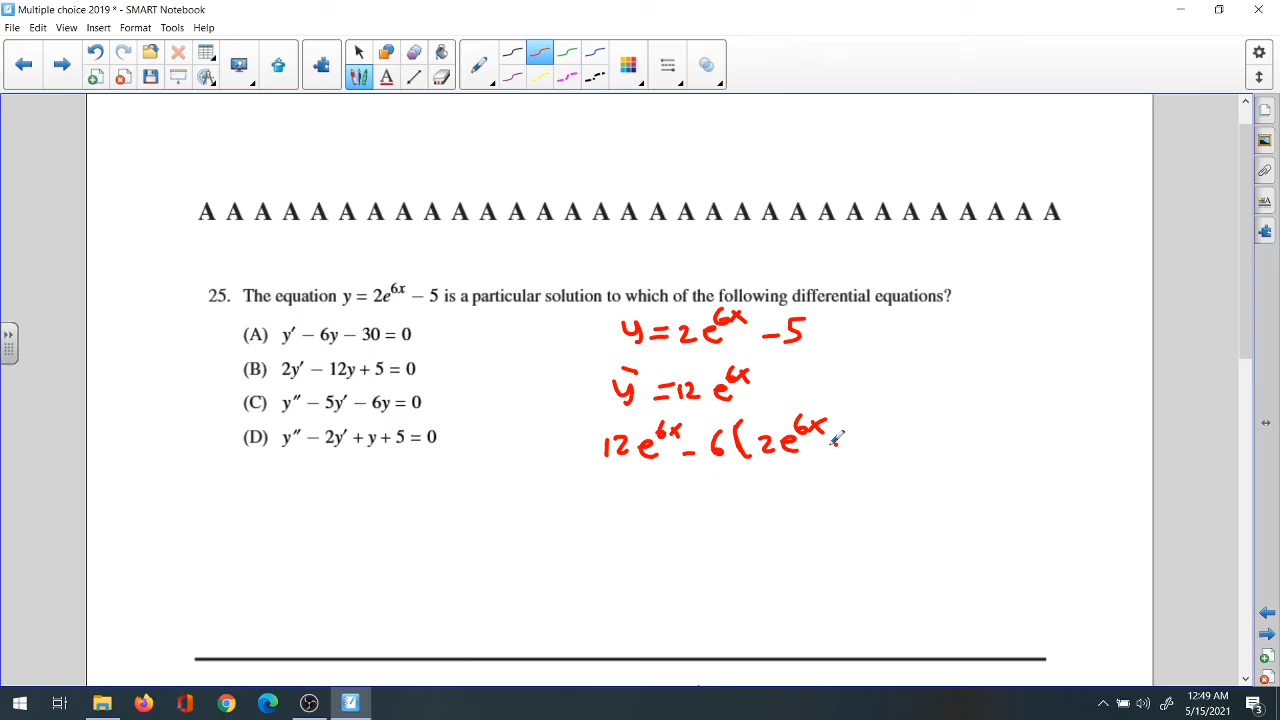 Multiple choice 2019 * - SMART Notebook
File Edit View Insert Format Tools Help
A A A A A A A A A A A A A A A A A A A A A A A A A A A A A A A
25. The equation y = 2e^{6x} − 5 is a particular solution to which of the following differential equations?
(A) y′ − 6y − 30 = 0
(B) 2y′ − 12y + 5 = 0
(C) y″ − 5y′ − 6y = 0
(D) y″ − 2y′ + y + 5 = 0
y = 2e^{6x} − 5
y′ = 12 e^{6x}
12e^{6x} − 6(2e^{6x}
12:49 AM
5/15/2021